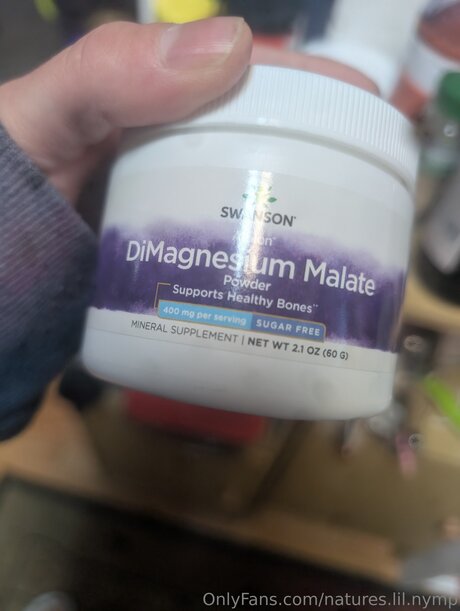 SWANSON®
DiMagnesium Malate
Powder
Supports Healthy Bones**
400 mg per serving SUGAR FREE
MINERAL SUPPLEMENT | NET WT 2.1 OZ (60 G)
OnlyFans.com/natures.lil.nymp